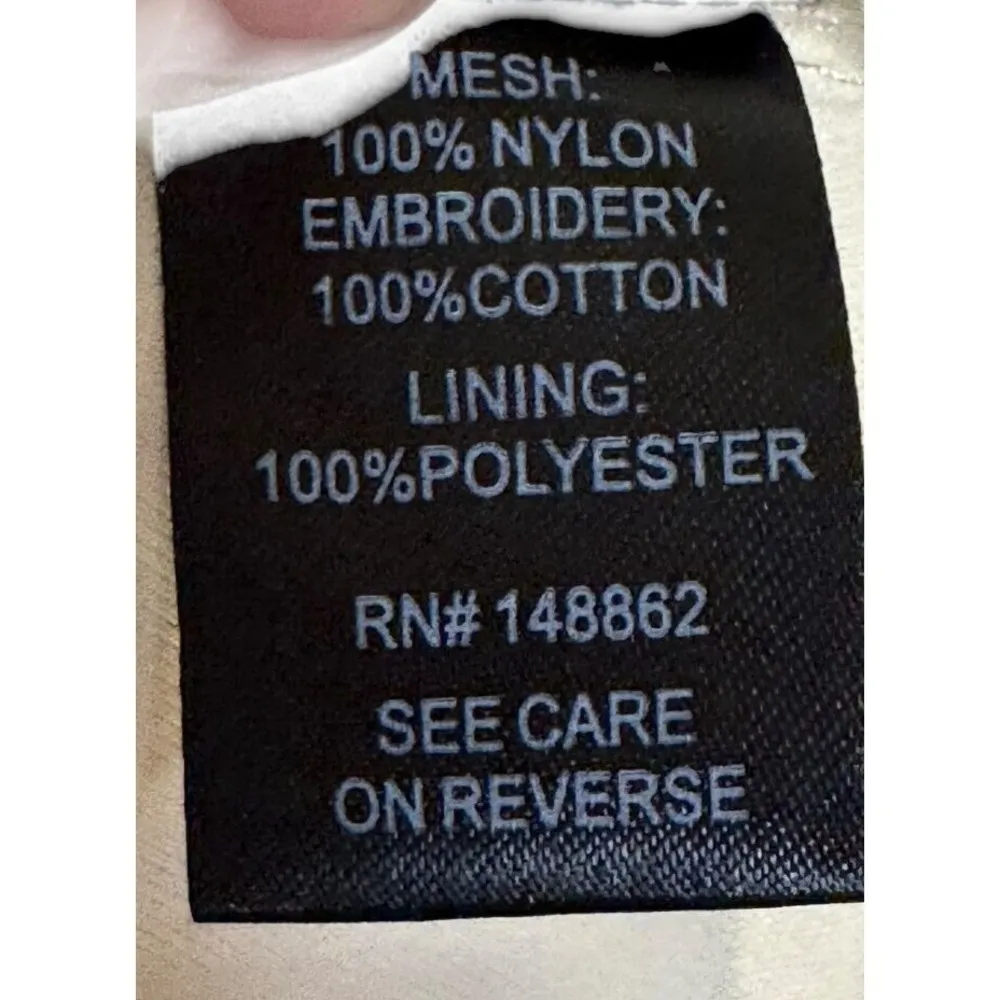 MESH:
100% NYLON
EMBROIDERY:
100%COTTON
LINING:
100%POLYESTER
RN# 148862
SEE CARE
ON REVERSE